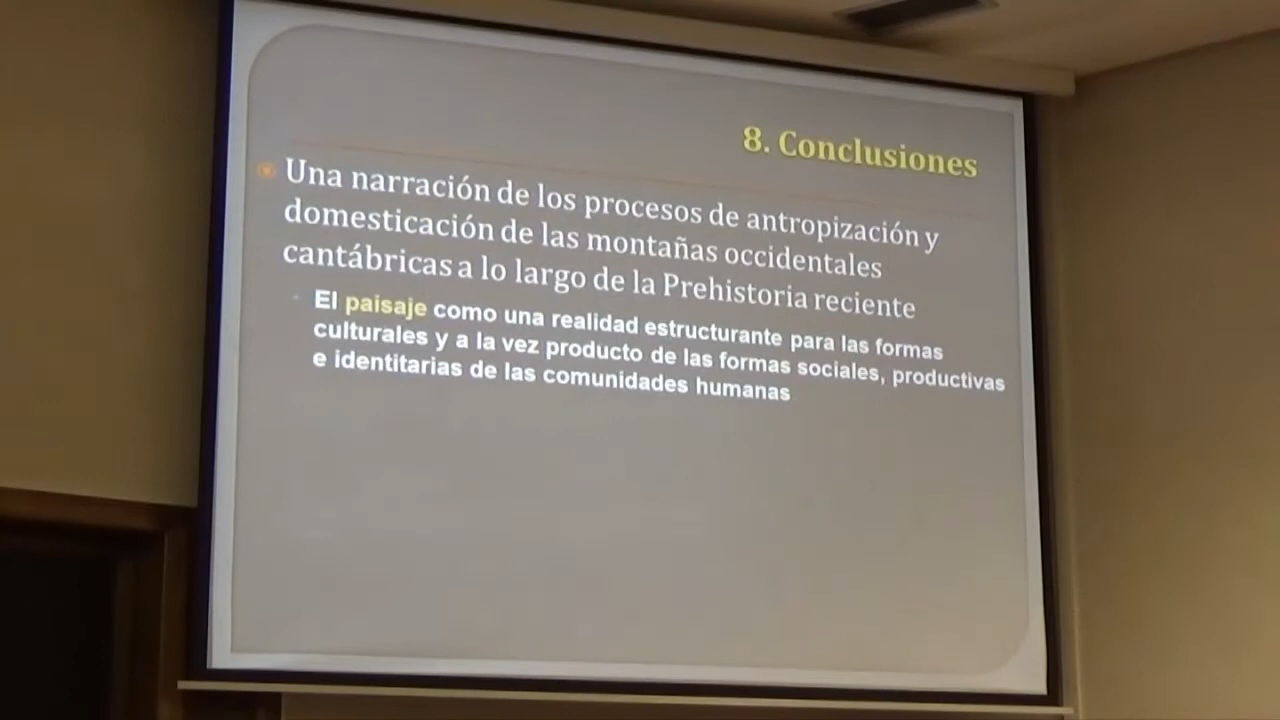 8. Conclusiones
Una narración de los procesos de antropización y
domesticación de las montañas occidentales
cantábricas a lo largo de la Prehistoria reciente
El paisaje como una realidad estructurante para las formas
culturales y a la vez producto de las formas sociales, productivas
e identitarias de las comunidades humanas